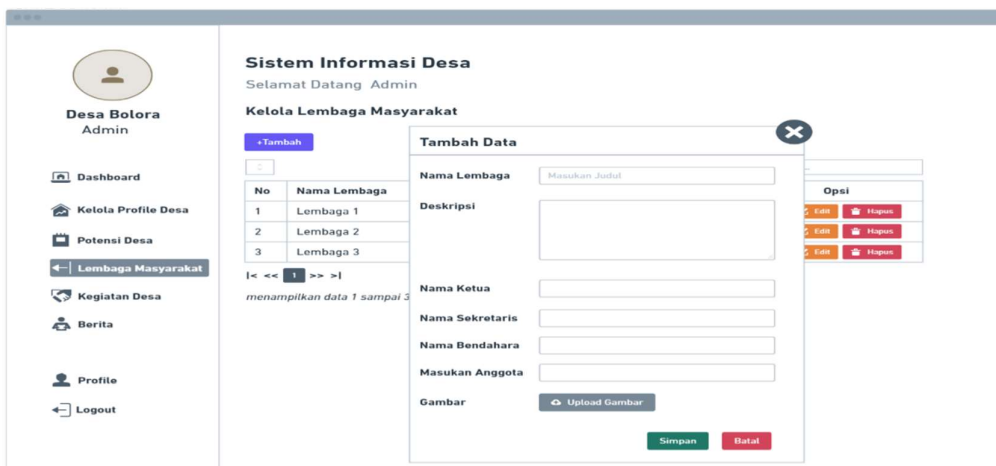 Desa Bolora
Admin
Dashboard
Kelola Profile Desa
Potensi Desa
Lembaga Masyarakat
Kegiatan Desa
Berita
Profile
Logout
Sistem Informasi Desa
Selamat Datang Admin
Kelola Lembaga Masyarakat
+Tambah
No Nama Lembaga Opsi
1 Lembaga 1 Edit Hapus
2 Lembaga 2 Edit Hapus
3 Lembaga 3 Edit Hapus
|< << 1 >> >|
menampilkan data 1 sampai 3
Tambah Data
Nama Lembaga Masukan Judul
Deskripsi
Nama Ketua
Nama Sekretaris
Nama Bendahara
Masukan Anggota
Gambar Upload Gambar
Simpan Batal